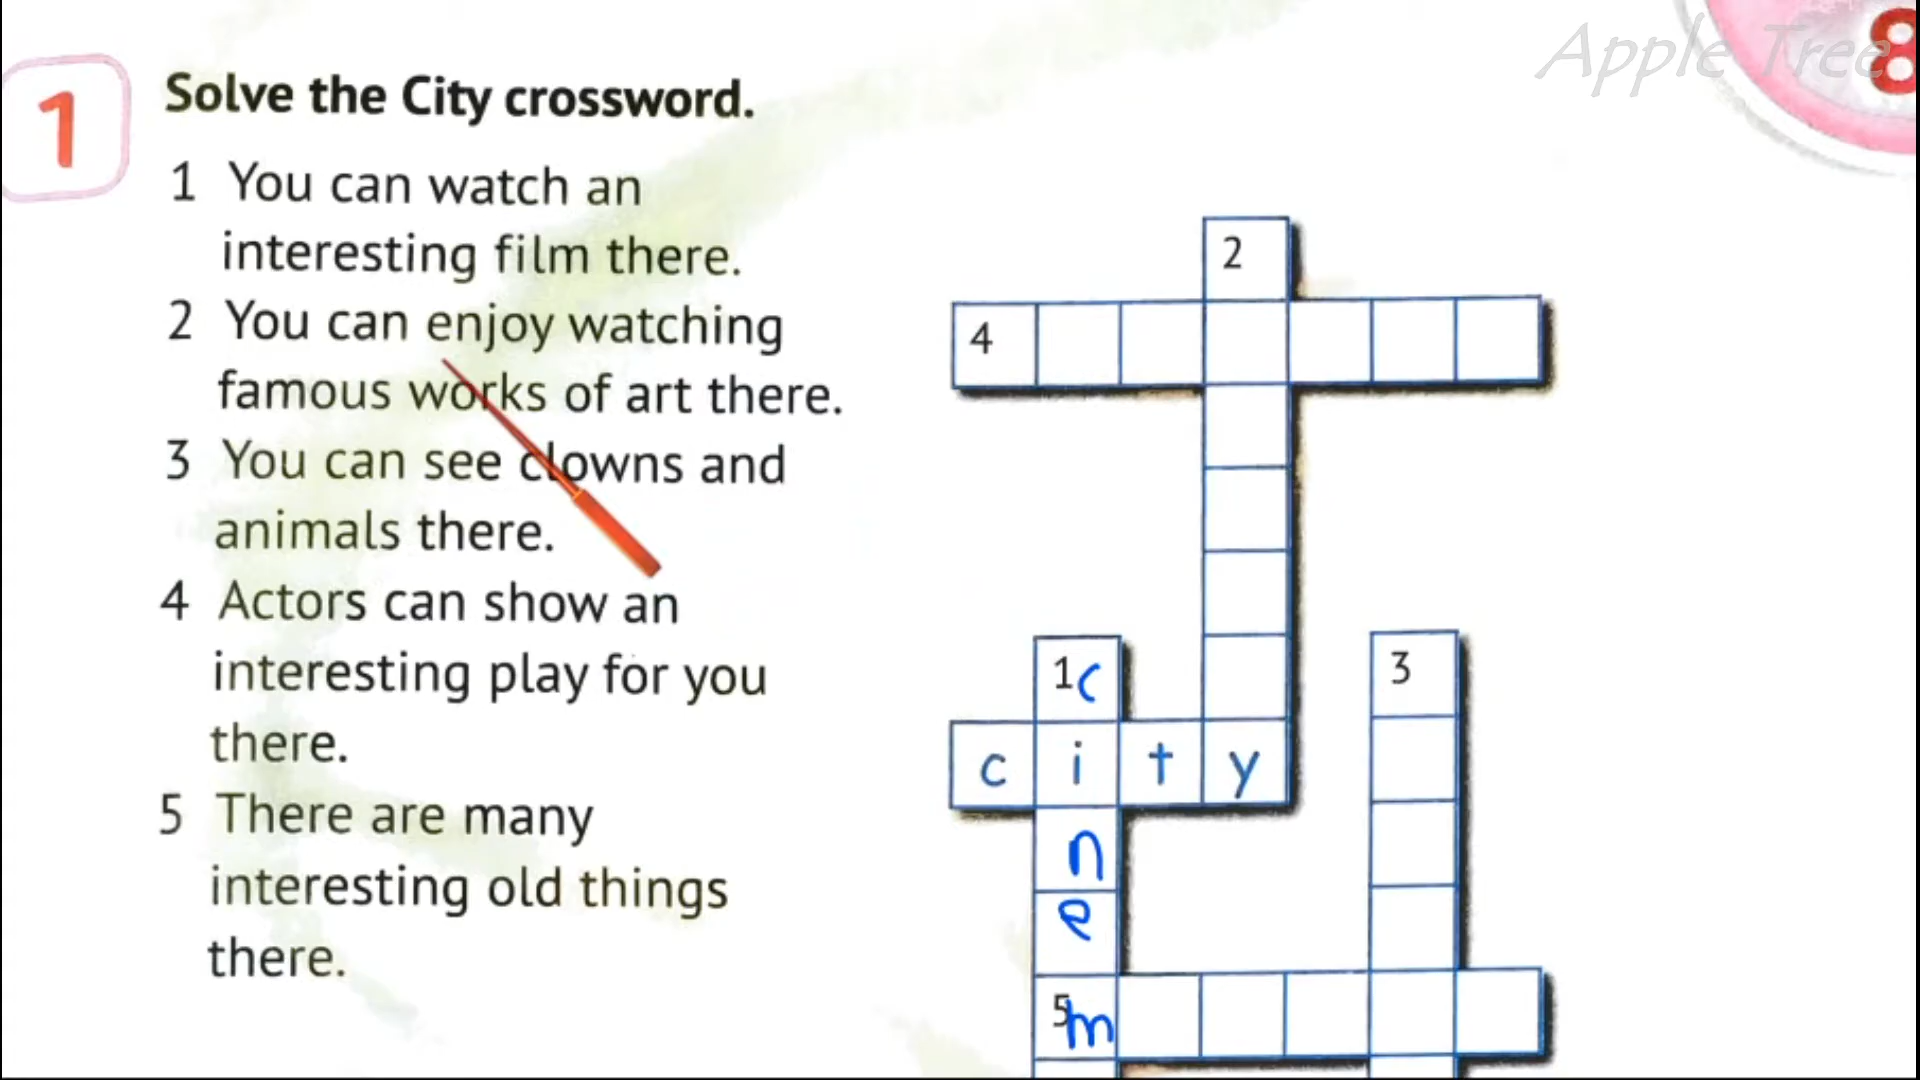 Apple Tree
8
1
Solve the City crossword.
1 You can watch an
interesting film there.
2 You can enjoy watching
famous works of art there.
3 You can see clowns and
animals there.
4 Actors can show an
interesting play for you
there.
5 There are many
interesting old things
there.
2
4
1 c
3
c i t y
n
e
5 m